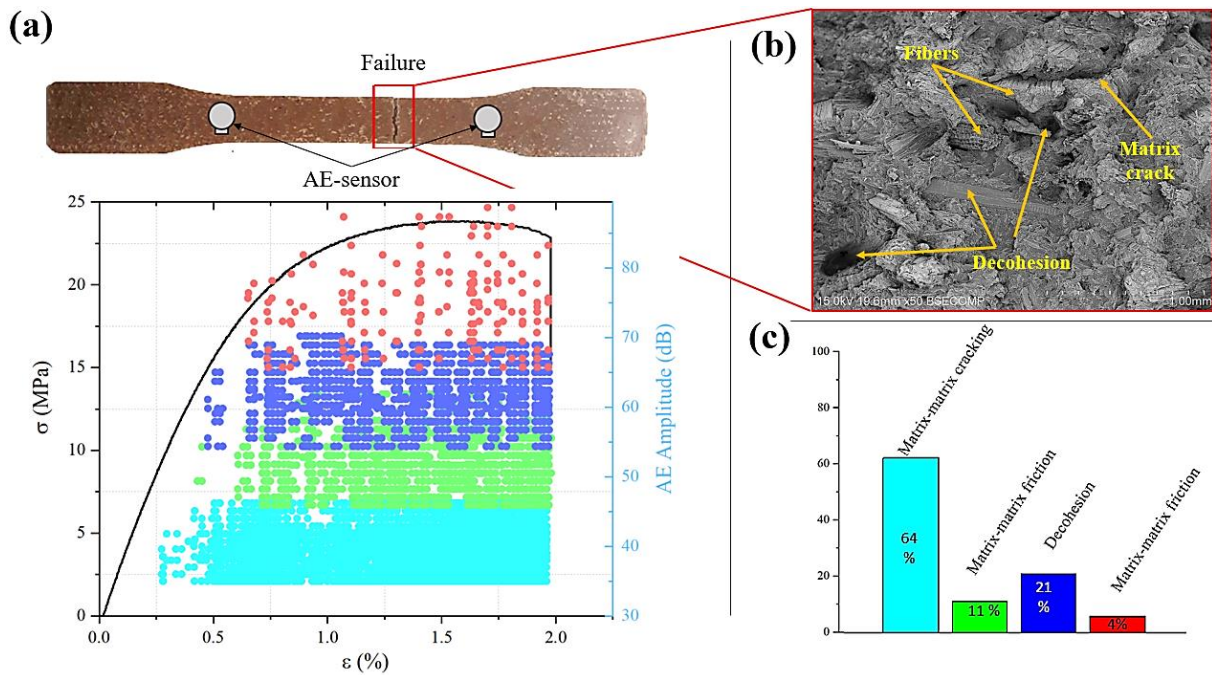 (a)
Failure
AE-sensor
25
20
15
10
5
0
σ (MPa)
0.0
0.5
1.0
1.5
2.0
ε (%)
80
70
60
50
40
30
AE Amplitude (dB)
(b)
Fibers
Matrix
crack
Decohesion
15.0kV 19.6mm x50 BSECOMP
1.00mm
(c)
100
80
60
40
20
0
Matrix-matrix cracking
Matrix-matrix friction
Decohesion
Matrix-matrix friction
64
%
11 %
21
%
4%